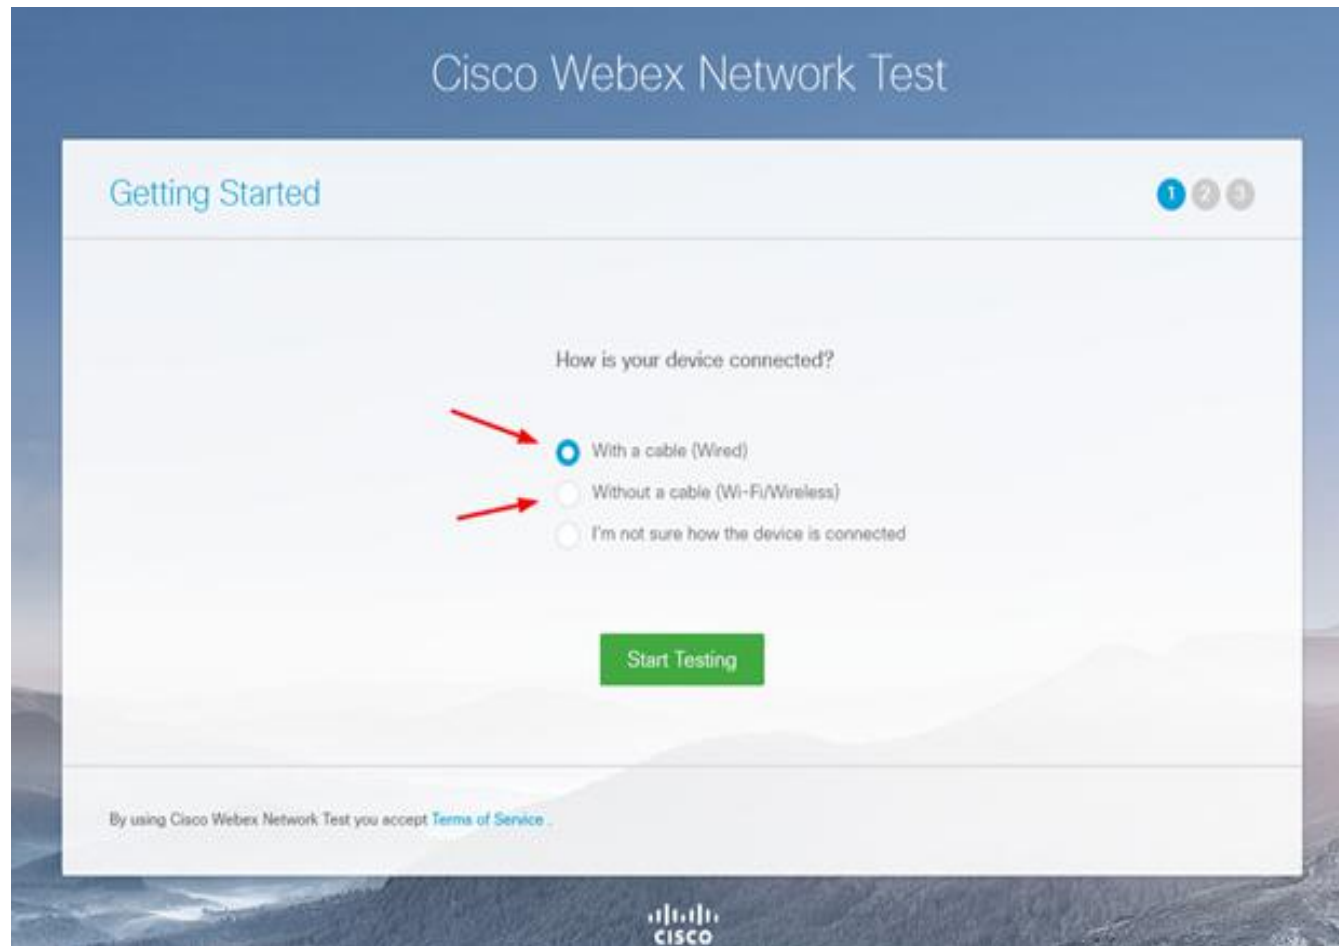 Cisco Webex Network Test
Getting Started
1 2 3
How is your device connected?
With a cable (Wired)
Without a cable (Wi-Fi/Wireless)
I'm not sure how the device is connected
Start Testing
By using Cisco Webex Network Test you accept Terms of Service .
CISCO